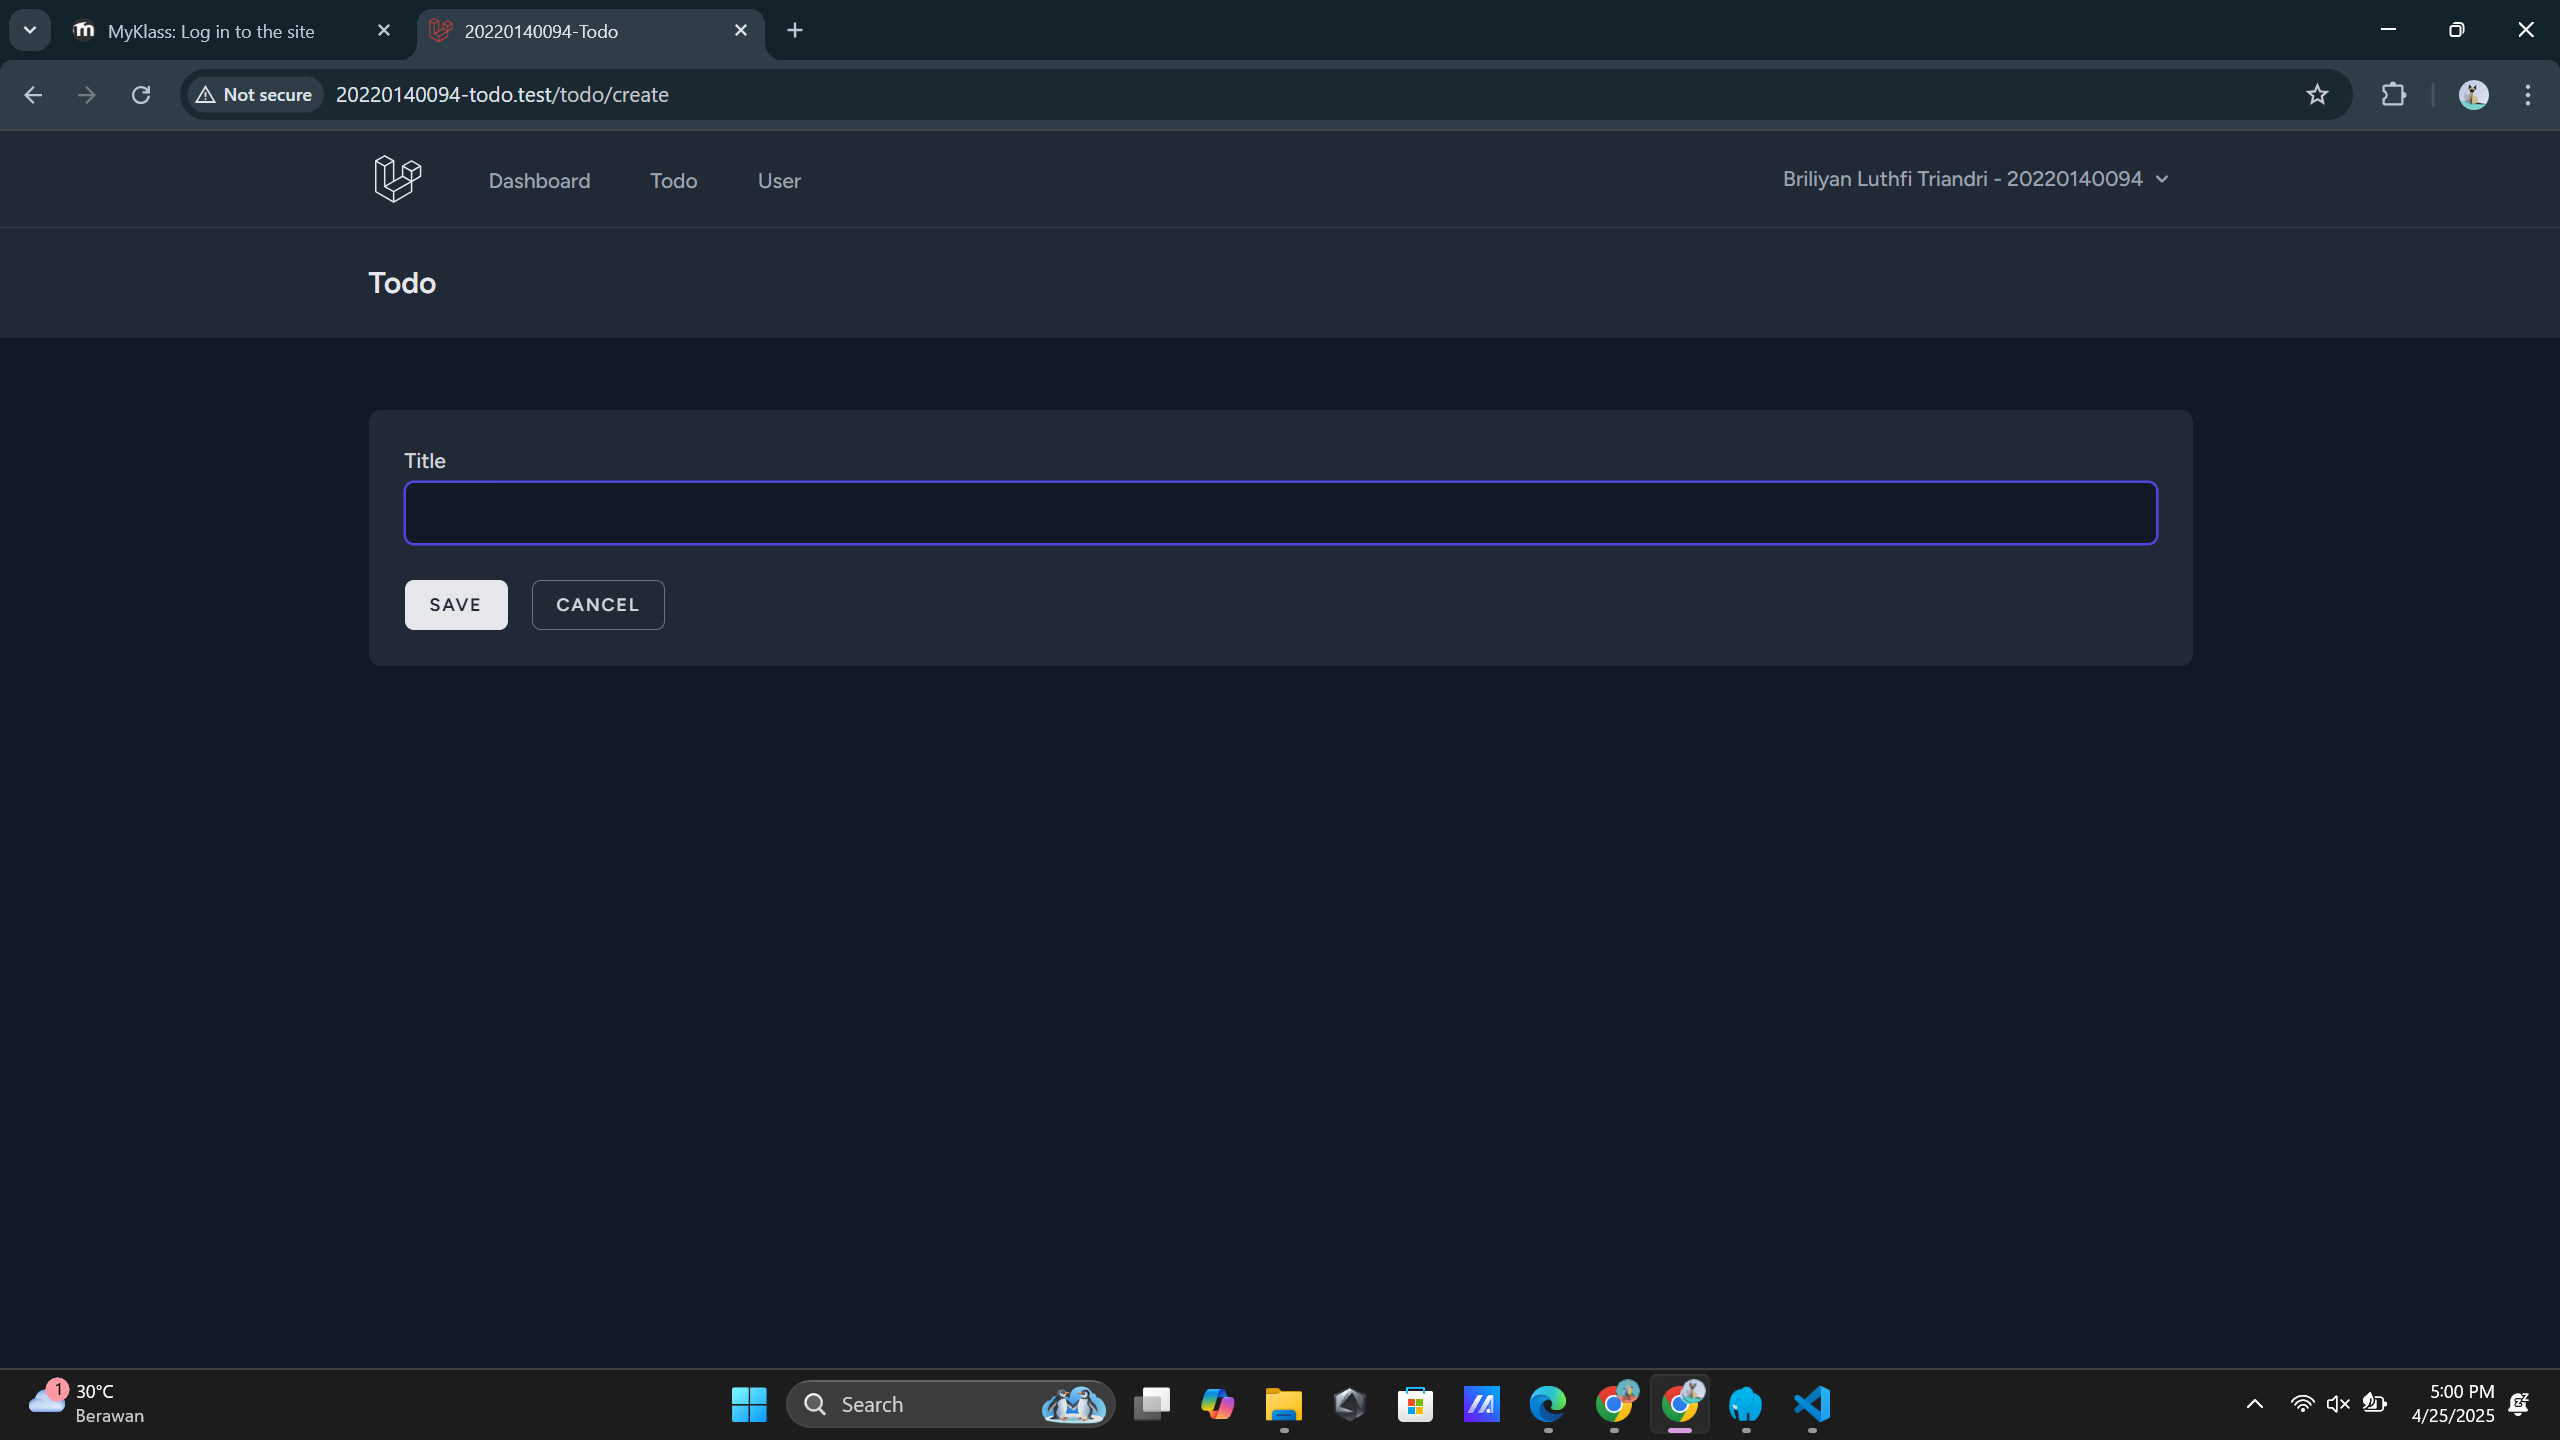 MyKlass: Log in to the site
20220140094-Todo
Not secure
20220140094-todo.test/todo/create
Dashboard
Todo
User
Briliyan Luthfi Triandri - 20220140094
Todo
Title
SAVE
CANCEL
1
30°C
Berawan
Search
5:00 PM
4/25/2025